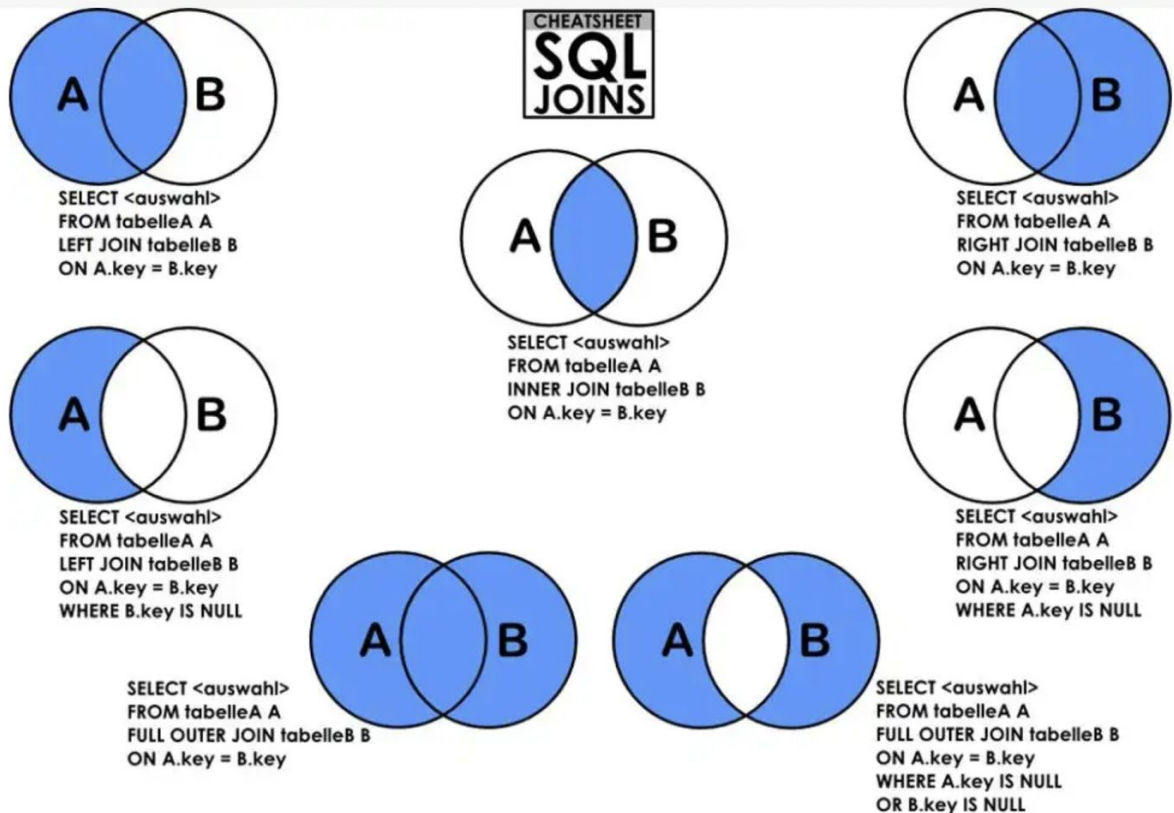 CHEATSHEET
SQL
JOINS
A B
SELECT <auswahl>
FROM tabelleA A
LEFT JOIN tabelleB B
ON A.key = B.key
A B
SELECT <auswahl>
FROM tabelleA A
INNER JOIN tabelleB B
ON A.key = B.key
A B
SELECT <auswahl>
FROM tabelleA A
RIGHT JOIN tabelleB B
ON A.key = B.key
A B
SELECT <auswahl>
FROM tabelleA A
LEFT JOIN tabelleB B
ON A.key = B.key
WHERE B.key IS NULL
A B
SELECT <auswahl>
FROM tabelleA A
RIGHT JOIN tabelleB B
ON A.key = B.key
WHERE A.key IS NULL
A B
SELECT <auswahl>
FROM tabelleA A
FULL OUTER JOIN tabelleB B
ON A.key = B.key
A B
SELECT <auswahl>
FROM tabelleA A
FULL OUTER JOIN tabelleB B
ON A.key = B.key
WHERE A.key IS NULL
OR B.key IS NULL